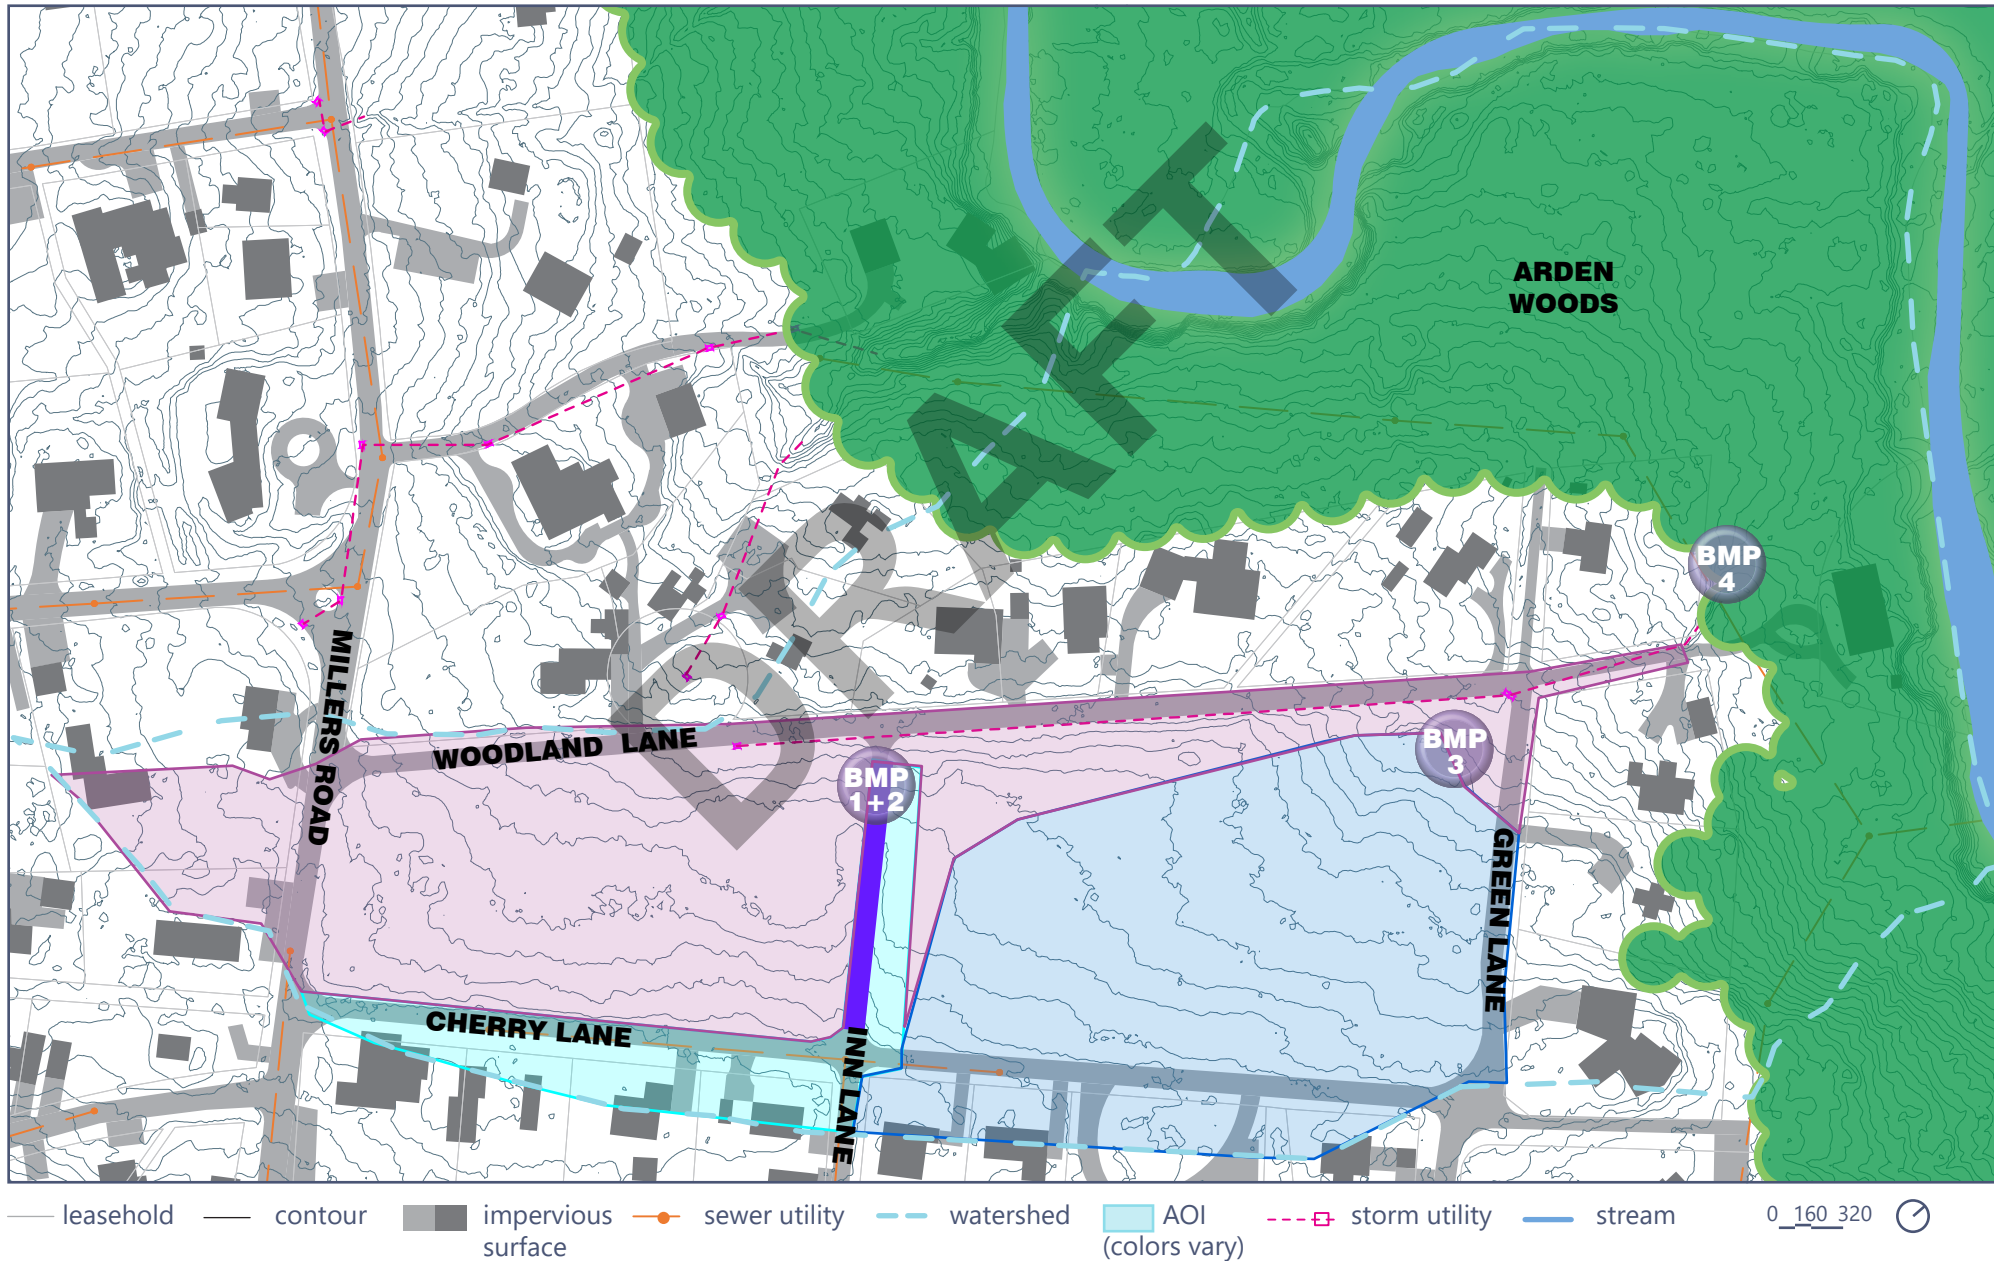 ARDEN
WOODS
DRAFT
BMP
4
MILLERS ROAD
WOODLAND LANE
BMP
3
BMP
1+2
GREEN LANE
CHERRY LANE
INN LANE
leasehold
contour
impervious
surface
sewer utility
watershed
AOI
(colors vary)
storm utility
stream
0 160 320